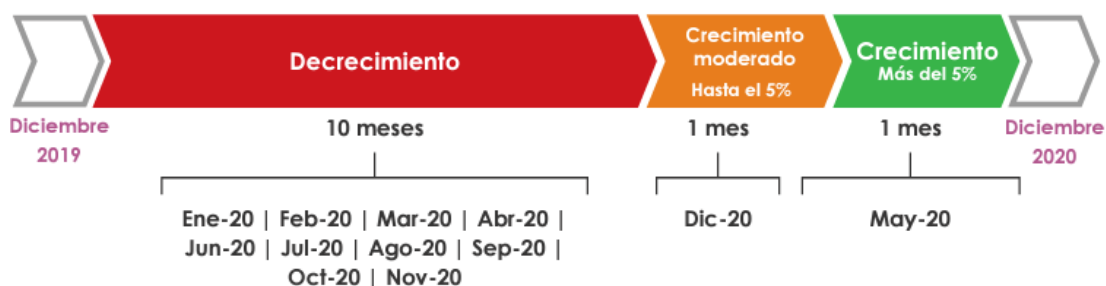 Decrecimiento
Crecimiento
moderado
Hasta el 5%
Crecimiento
Más del 5%
Diciembre
2019
10 meses
1 mes
1 mes
Diciembre
2020
Ene-20 | Feb-20 | Mar-20 | Abr-20 |
Jun-20 | Jul-20 | Ago-20 | Sep-20 |
Oct-20 | Nov-20
Dic-20
May-20